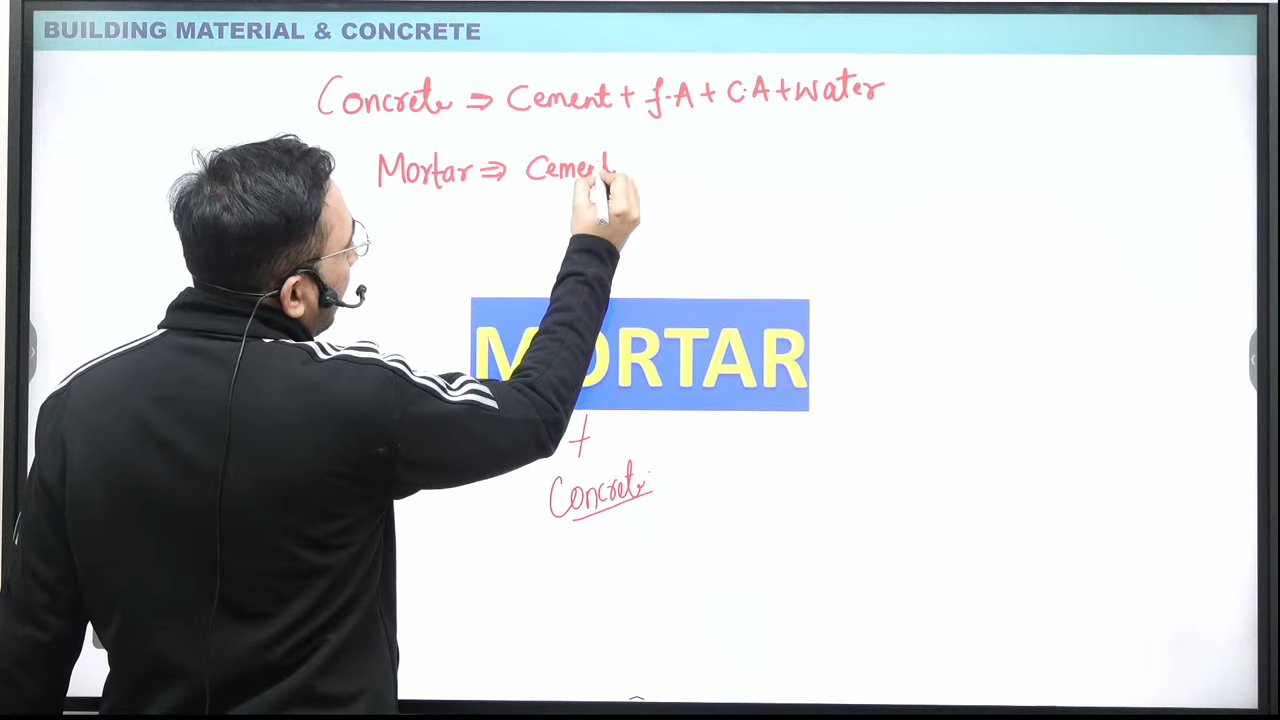 BUILDING MATERIAL & CONCRETE
Concrete ⇒ Cement + f.A + C.A + Water
Mortar ⇒ Cement
MORTAR
+
Concrete